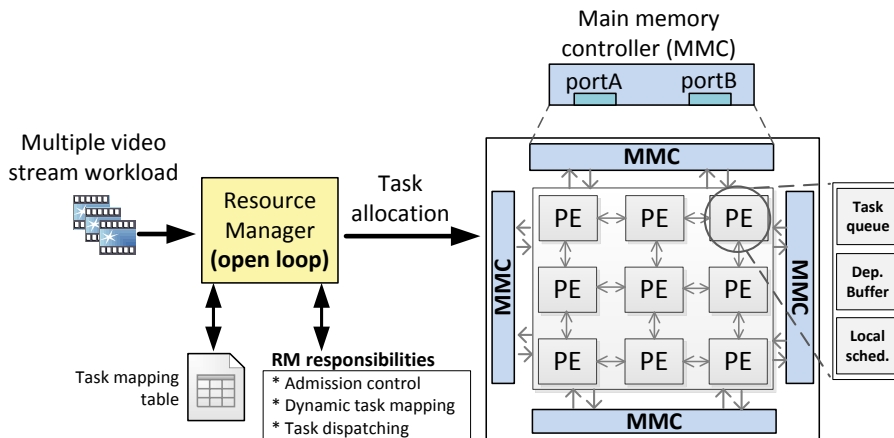 Main memory
controller (MMC)
portA
portB
Multiple video
stream workload
Resource
Manager
(open loop)
Task
allocation
MMC
MMC
MMC
MMC
PE
PE
PE
PE
PE
PE
PE
PE
PE
Task
queue
Dep.
Buffer
Local
sched.
Task mapping
table
RM responsibilities
* Admission control
* Dynamic task mapping
* Task dispatching